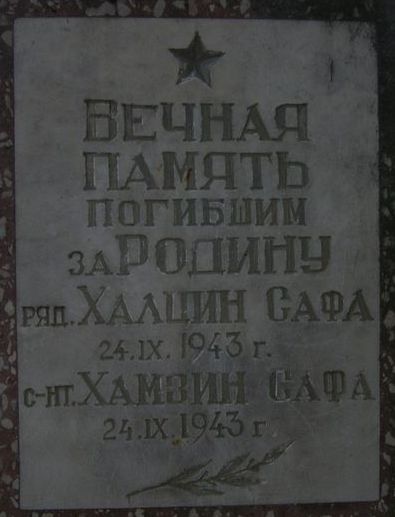 ВЕЧНАЯ
ПАМЯТЬ
ПОГИБШИМ
ЗА РОДИНУ
РЯД. ХАЛЦИН САФА
24.IX.1943 г.
С-НТ. ХАМЗИН САФА
24.IX.1943 г